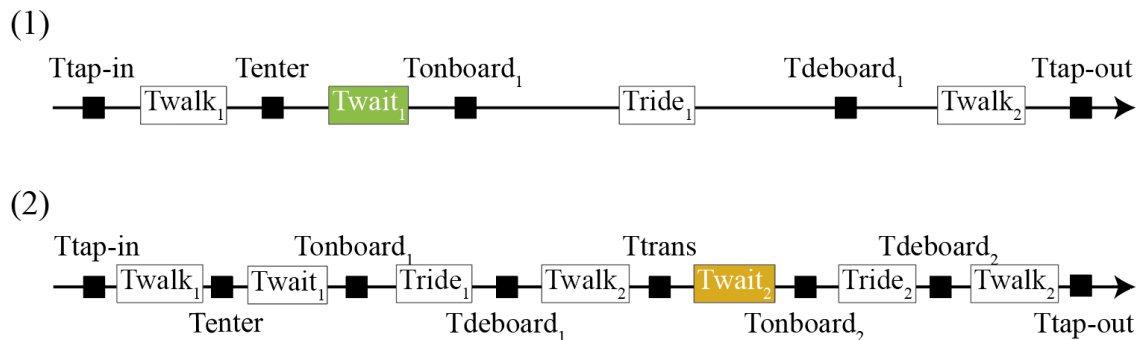 (1)
Ttap-in Tenter Tonboard₁ Tdeboard₁ Ttap-out
Twalk₁ Twait₁ Tride₁ Twalk₂
(2)
Ttap-in Tonboard₁ Ttrans Tdeboard₂
Twalk₁ Twait₁ Tride₁ Twalk₂ Twait₂ Tride₂ Twalk₂
Tenter Tdeboard₁ Tonboard₂ Ttap-out